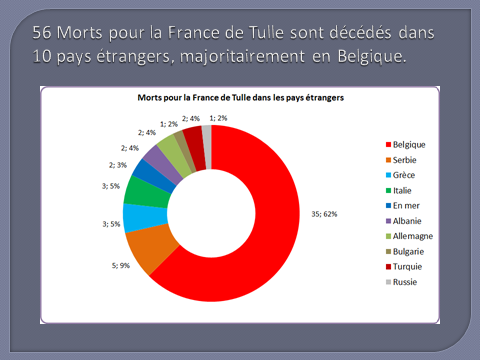 56 Morts pour la France de Tulle sont décédés dans
10 pays étrangers, majoritairement en Belgique.
Morts pour la France de Tulle dans les pays étrangers
1; 2%
2; 4%
1; 2%
2; 4%
2; 4%
2; 3%
3; 5%
3; 5%
5; 9%
35; 62%
Belgique
Serbie
Grèce
Italie
En mer
Albanie
Allemagne
Bulgarie
Turquie
Russie